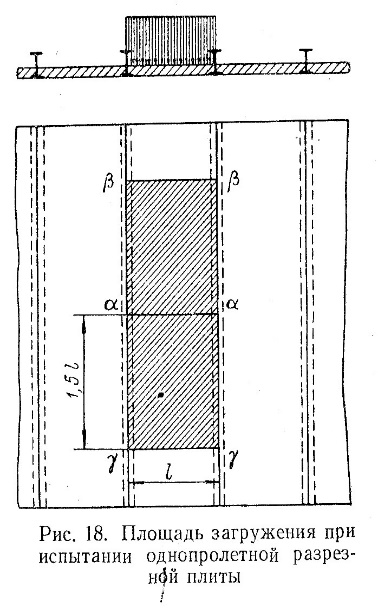 β β
α α
1,5 l
γ γ
l
Рис. 18. Площадь загружения при
испытании однопролетной разрез-
ной плиты